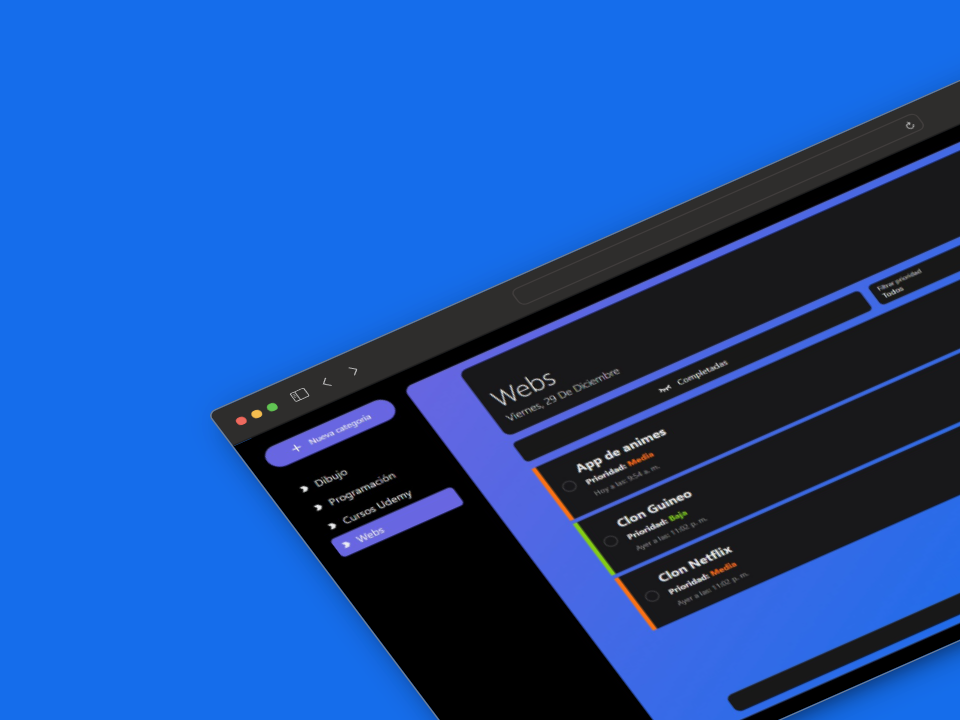 Nueva categoria
Dibujo
Programación
Cursos Udemy
Webs
Webs
Viernes, 29 De Diciembre
Filtrar prioridad
Todos
Completadas
App de animes
Prioridad: Media
Hoy a las: 9:54 a. m.
Clon Guineo
Prioridad: Baja
Ayer a las: 11:02 p. m.
Clon Netflix
Prioridad: Media
Ayer a las: 11:02 p. m.